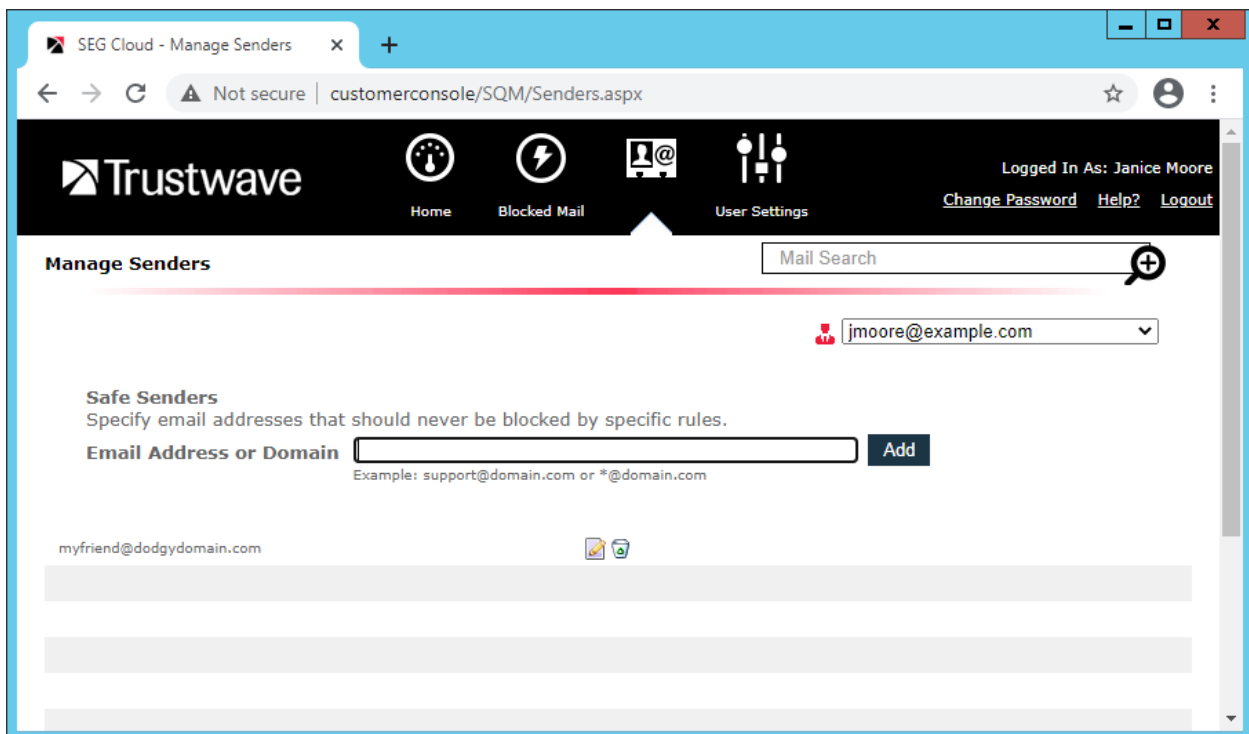 SEG Cloud - Manage Senders
Not secure | customerconsole/SQM/Senders.aspx
Trustwave
Home
Blocked Mail
@
User Settings
Logged In As: Janice Moore
Change Password Help? Logout
Manage Senders
Mail Search
jmoore@example.com
Safe Senders
Specify email addresses that should never be blocked by specific rules.
Email Address or Domain
Add
Example: support@domain.com or *@domain.com
myfriend@dodgydomain.com